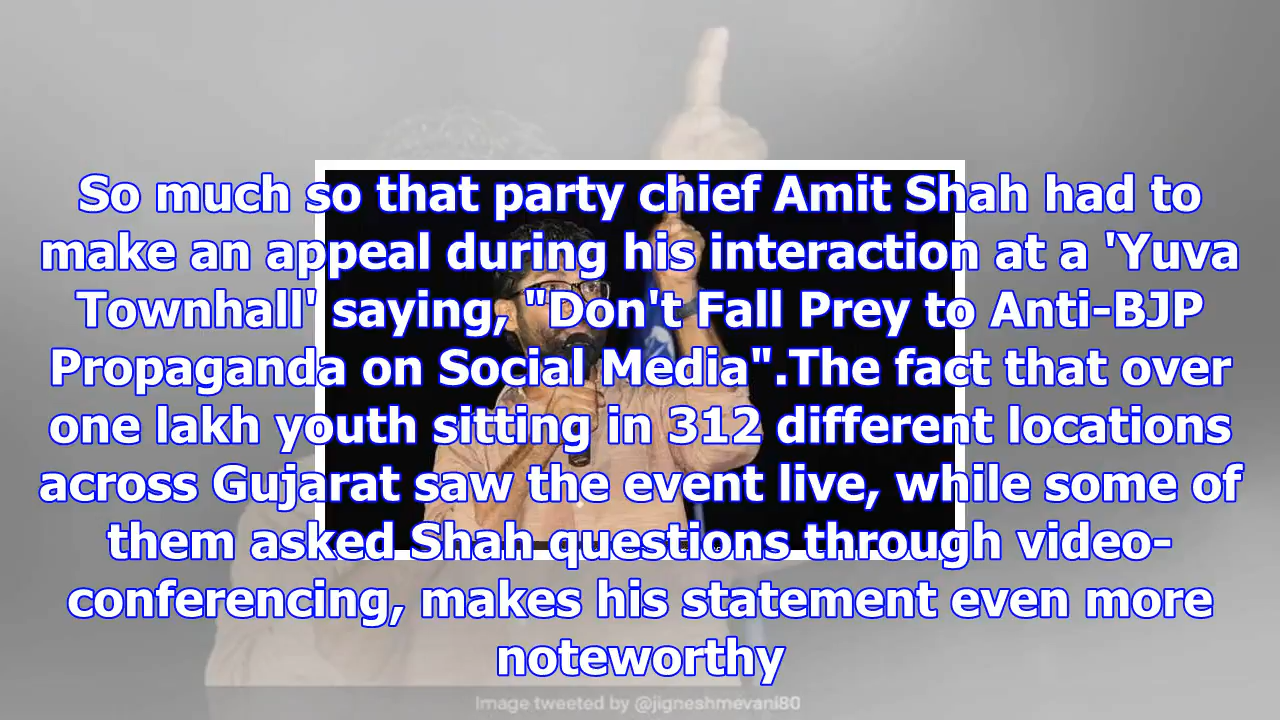 So much so that party chief Amit Shah had to
make an appeal during his interaction at a 'Yuva
Townhall' saying, "Don't Fall Prey to Anti-BJP
Propaganda on Social Media".The fact that over
one lakh youth sitting in 312 different locations
across Gujarat saw the event live, while some of
them asked Shah questions through video-
conferencing, makes his statement even more
noteworthy
Image tweeted by @jigneshmevani80